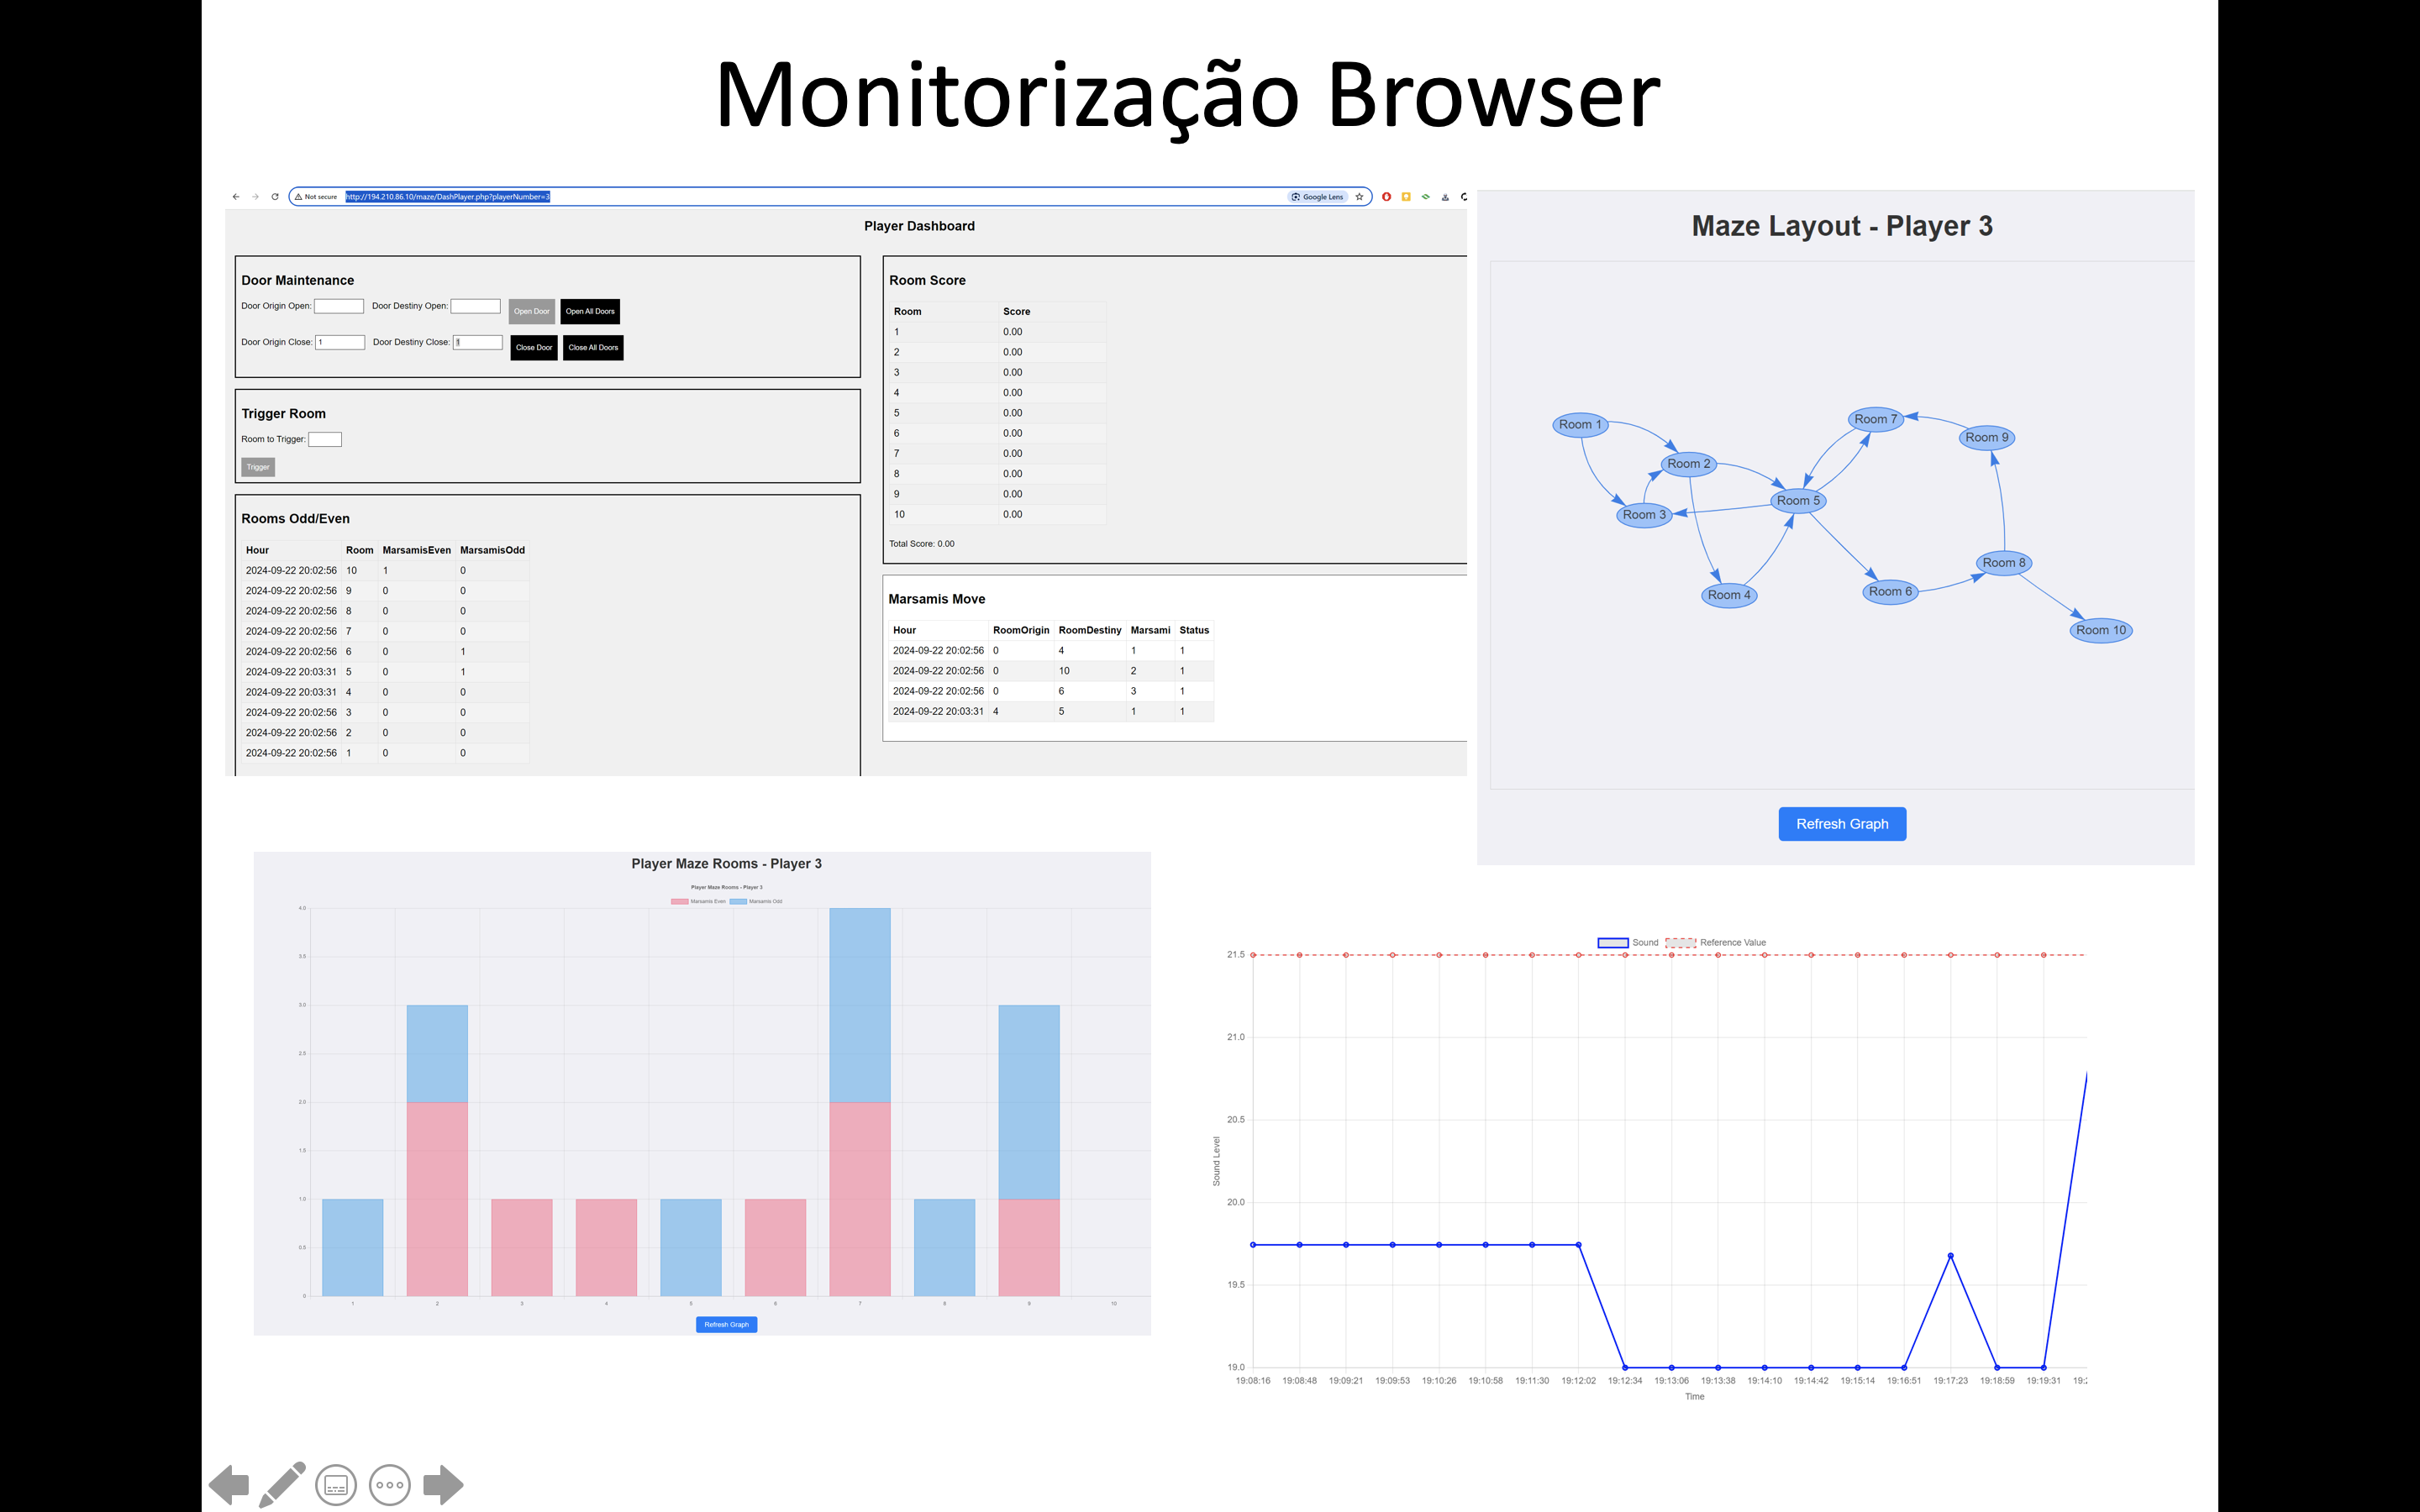 Monitorização Browser
Not secure http://194.210.86.10/maze/DashPlayer.php?playerNumber=3 Google Lens
Player Dashboard
Door Maintenance
Door Origin Open: Door Destiny Open: Open Door Open All Doors
Door Origin Close: 1 Door Destiny Close: Close Door Close All Doors
Trigger Room
Room to Trigger:
Trigger
Rooms Odd/Even
Hour Room MarsamisEven MarsamisOdd
2024-09-22 20:02:56 10 1 0
2024-09-22 20:02:56 9 0 0
2024-09-22 20:02:56 8 0 0
2024-09-22 20:02:56 7 0 0
2024-09-22 20:02:56 6 0 1
2024-09-22 20:03:31 5 0 1
2024-09-22 20:03:31 4 0 0
2024-09-22 20:02:56 3 0 0
2024-09-22 20:02:56 2 0 0
2024-09-22 20:02:56 1 0 0
Room Score
Room Score
1 0.00
2 0.00
3 0.00
4 0.00
5 0.00
6 0.00
7 0.00
8 0.00
9 0.00
10 0.00
Total Score: 0.00
Marsamis Move
Hour RoomOrigin RoomDestiny Marsami Status
2024-09-22 20:02:56 0 4 1 1
2024-09-22 20:02:56 0 10 2 1
2024-09-22 20:02:56 0 6 3 1
2024-09-22 20:03:31 4 5 1 1
Maze Layout - Player 3
Room 1
Room 7
Room 9
Room 2
Room 5
Room 3
Room 8
Room 4
Room 6
Room 10
Refresh Graph
Player Maze Rooms - Player 3
Player Maze Rooms - Player 3
Marsamis Even Marsamis Odd
4.0
3.5
3.0
2.5
2.0
1.5
1.0
0.5
0
1 2 3 4 5 6 7 8 9 10
Refresh Graph
Sound Reference Value
21.5
21.0
20.5
20.0
19.5
19.0
Sound Level
19:08:16 19:08:48 19:09:21 19:09:53 19:10:26 19:10:58 19:11:30 19:12:02 19:12:34 19:13:06 19:13:38 19:14:10 19:14:42 19:15:14 19:16:51 19:17:23 19:18:59 19:19:31
Time